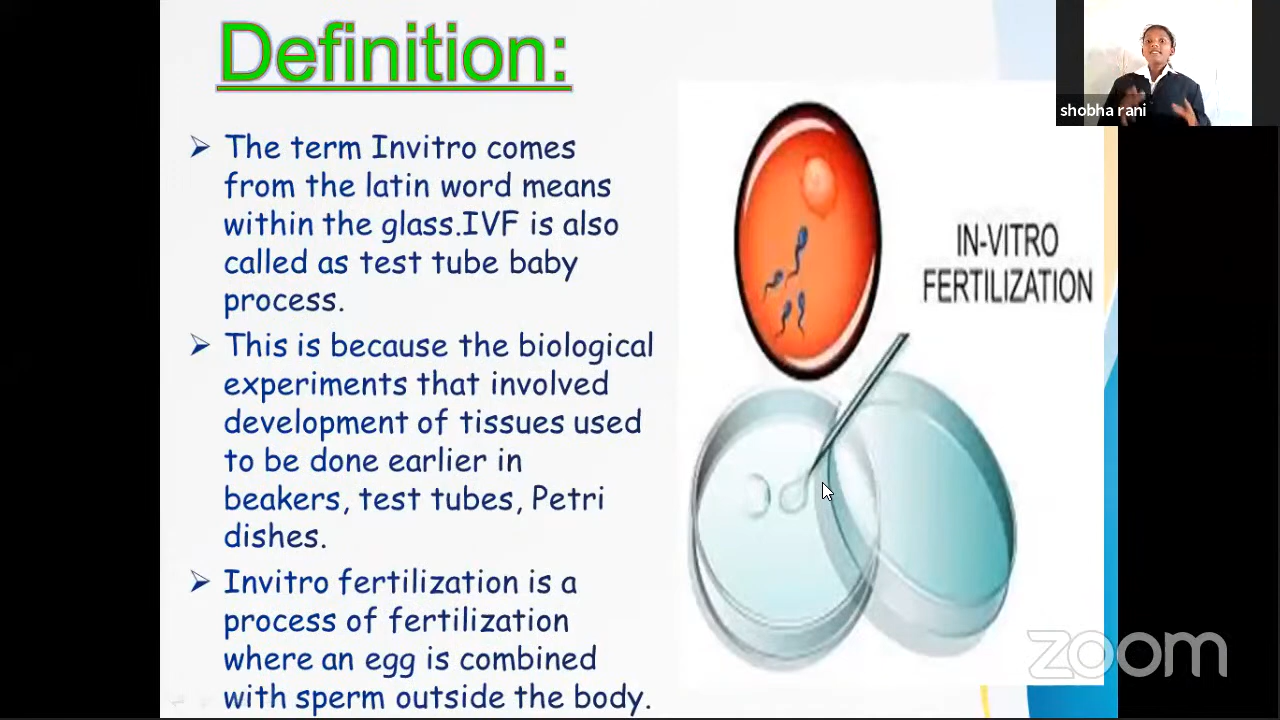 Definition:
shobha rani
➢ The term Invitro comes
from the latin word means
within the glass.IVF is also
called as test tube baby
process.
➢ This is because the biological
experiments that involved
development of tissues used
to be done earlier in
beakers, test tubes, Petri
dishes.
➢ Invitro fertilization is a
process of fertilization
where an egg is combined
with sperm outside the body.
IN-VITRO
FERTILIZATION
zoom